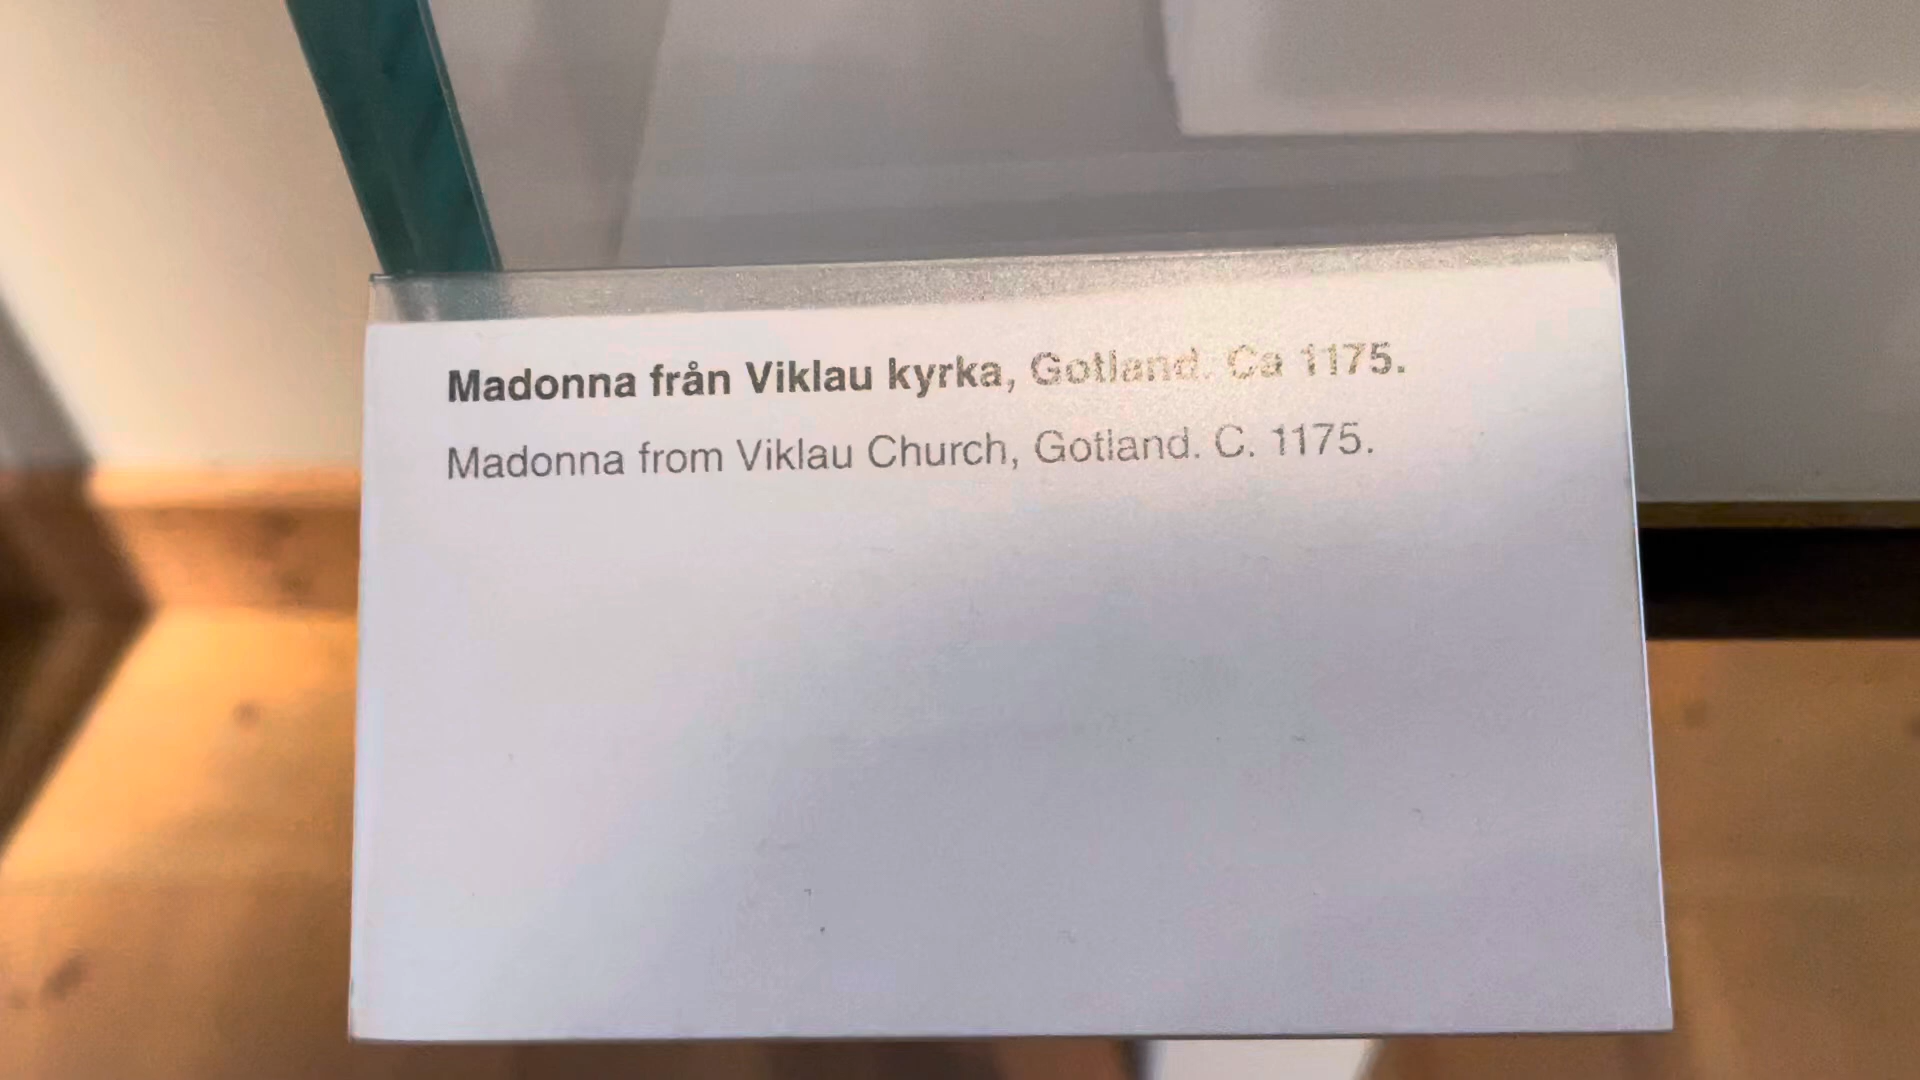 Madonna från Viklau kyrka, Gotland. Ca 1175.
Madonna from Viklau Church, Gotland. C. 1175.